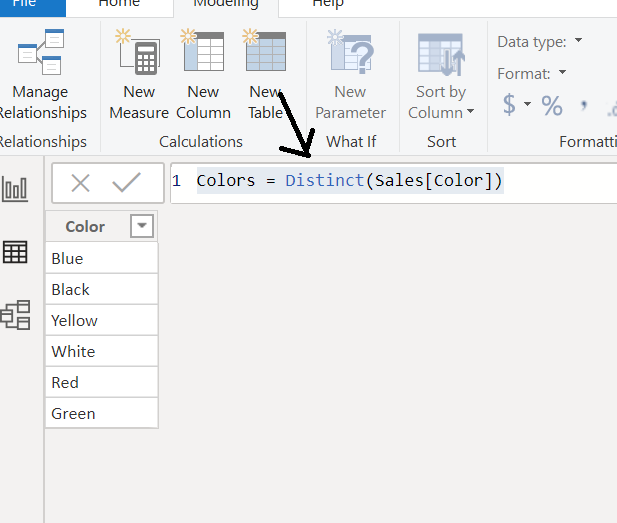 File Home Modeling Help
Manage Relationships
New Measure
New Column
New Table
New Parameter
Sort by Column
Data type:
Format:
$ % ,
Relationships
Calculations
What If
Sort
1 Colors = Distinct(Sales[Color])
Color
Blue
Black
Yellow
White
Red
Green